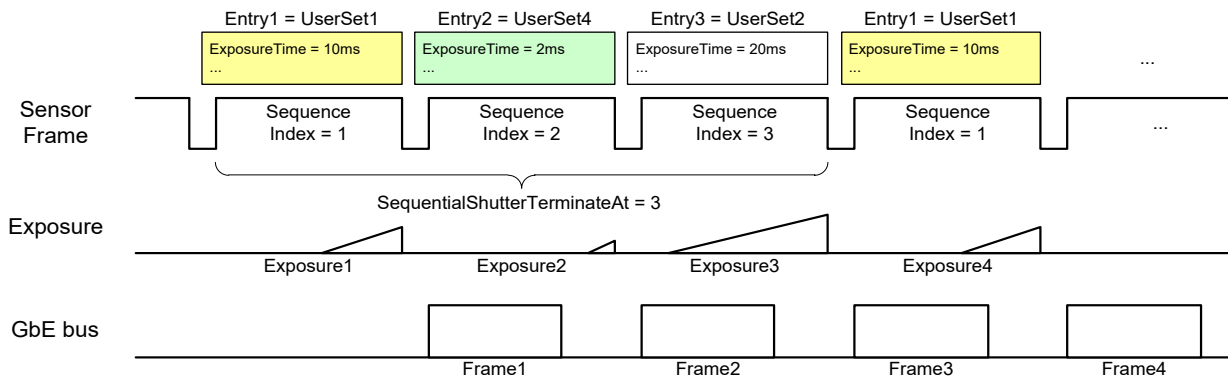 Entry1 = UserSet1
Entry2 = UserSet4
Entry3 = UserSet2
Entry1 = UserSet1
ExposureTime = 10ms
...
ExposureTime = 2ms
...
ExposureTime = 20ms
...
ExposureTime = 10ms
...
...
Sensor
Frame
Sequence
Index = 1
Sequence
Index = 2
Sequence
Index = 3
Sequence
Index = 1
...
SequentialShutterTerminateAt = 3
Exposure
Exposure1
Exposure2
Exposure3
Exposure4
GbE bus
Frame1
Frame2
Frame3
Frame4